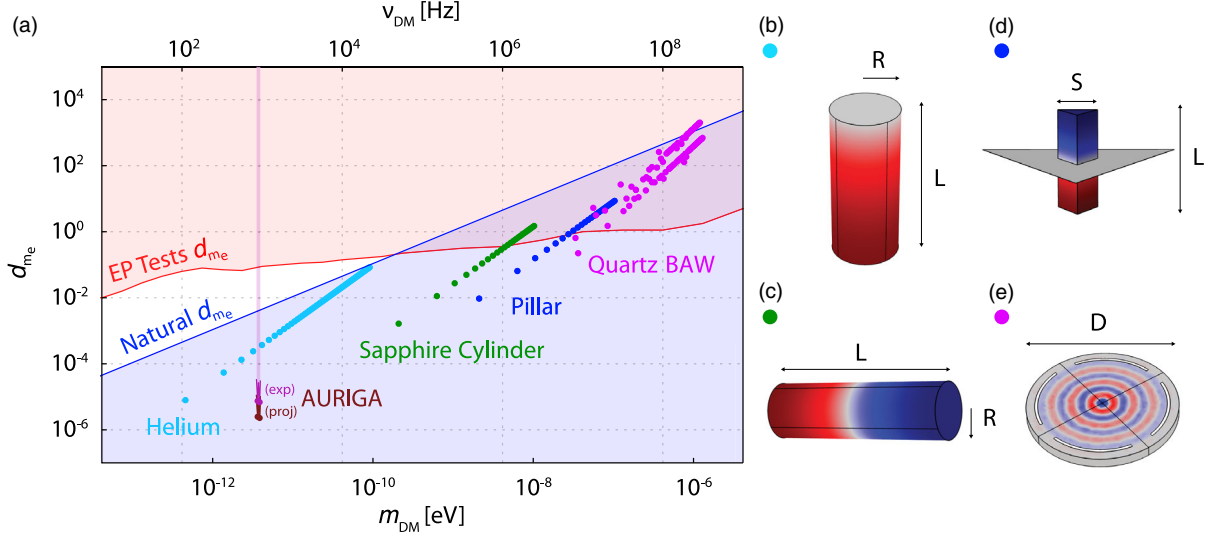 (a)
ν_DM [Hz]
10^2 10^4 10^6 10^8
10^4
10^2
10^0
10^-2
10^-4
10^-6
d_me
EP Tests d_me
Natural d_me
Helium
(exp)
(proj)
AURIGA
Sapphire Cylinder
Pillar
Quartz BAW
10^-12 10^-10 10^-8 10^-6
m_DM [eV]
(b)
R
L
(c)
L
R
(d)
S
L
(e)
D